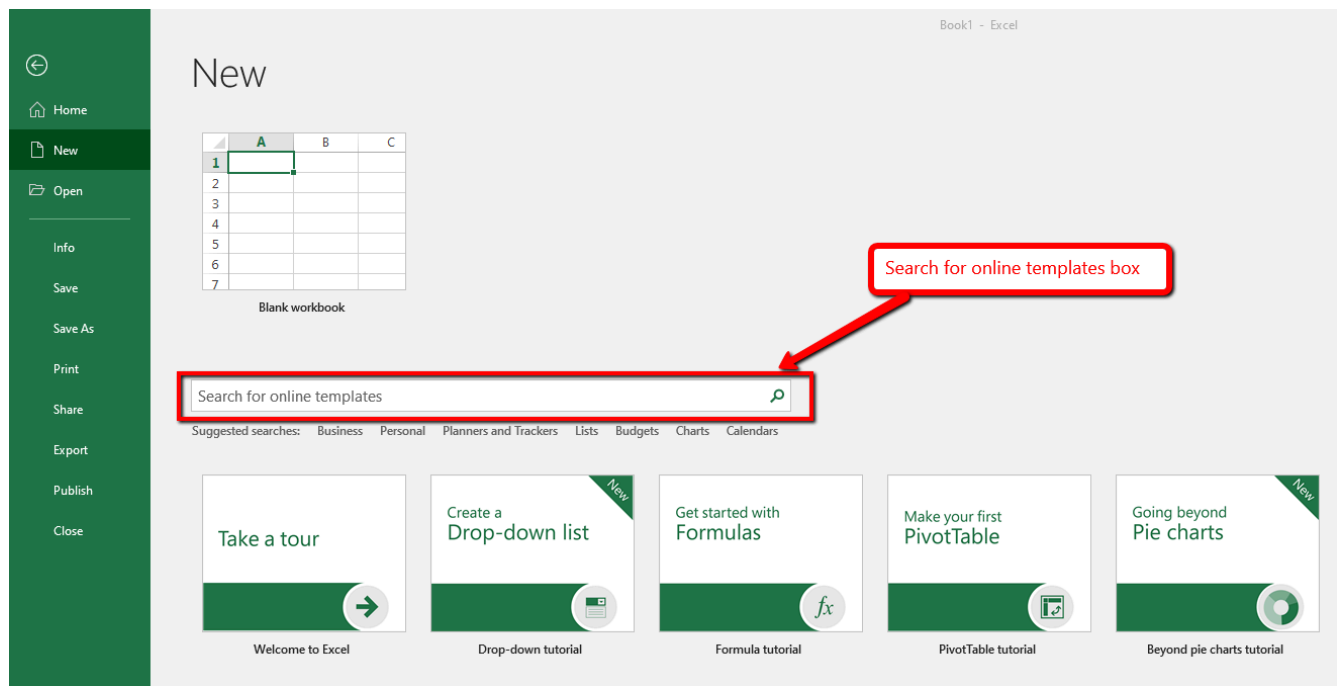 Book1 - Excel
New
Home
New
Open
Info
Save
Save As
Print
Share
Export
Publish
Close
A B C
1
2
3
4
5
6
7
Blank workbook
Search for online templates box
Search for online templates
Suggested searches: Business Personal Planners and Trackers Lists Budgets Charts Calendars
Take a tour
Welcome to Excel
New
Create a
Drop-down list
Drop-down tutorial
Get started with
Formulas
fx
Formula tutorial
Make your first
PivotTable
PivotTable tutorial
New
Going beyond
Pie charts
Beyond pie charts tutorial